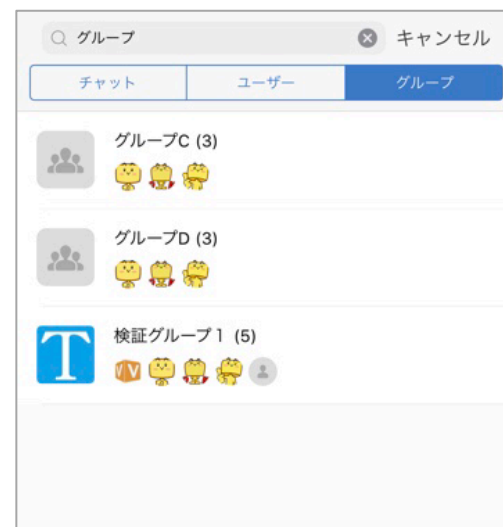 グループ キャンセル
チャット ユーザー グループ
グループC (3)
グループD (3)
T
検証グループ1 (5)
V V